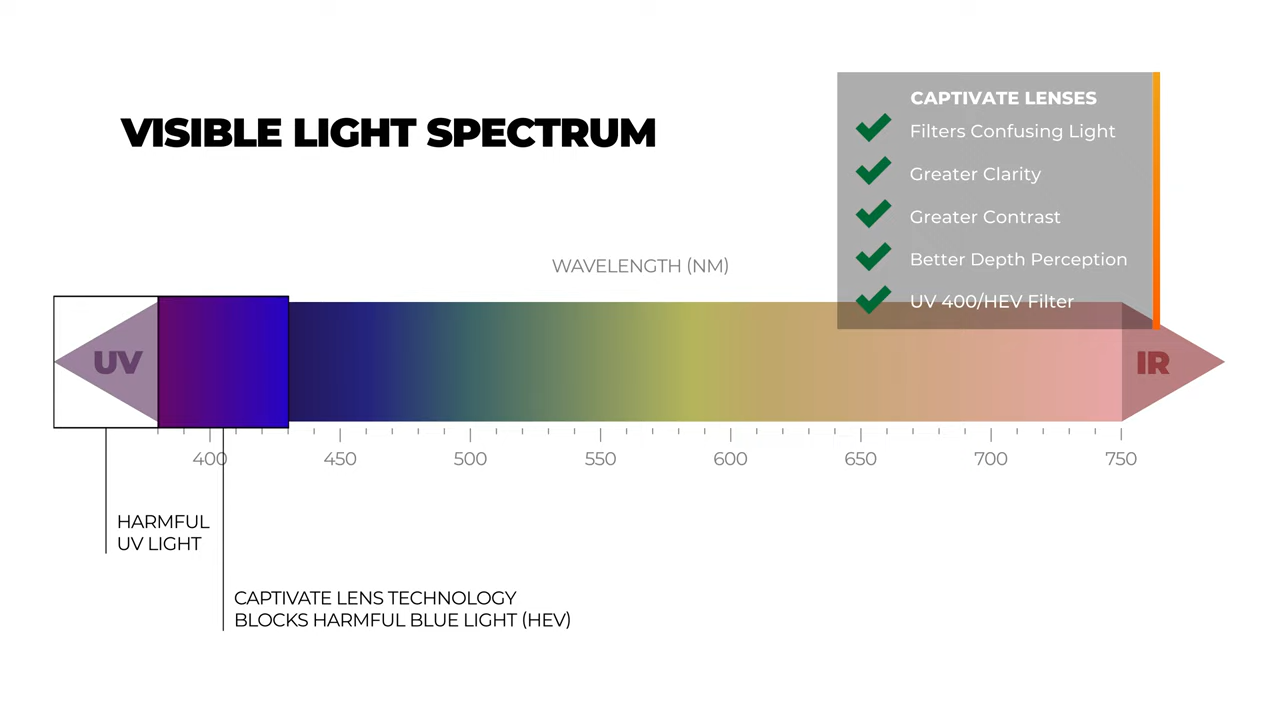 VISIBLE LIGHT SPECTRUM
CAPTIVATE LENSES
Filters Confusing Light
Greater Clarity
Greater Contrast
Better Depth Perception
UV 400/HEV Filter
WAVELENGTH (NM)
UV
IR
400 450 500 550 600 650 700 750
HARMFUL
UV LIGHT
CAPTIVATE LENS TECHNOLOGY
BLOCKS HARMFUL BLUE LIGHT (HEV)